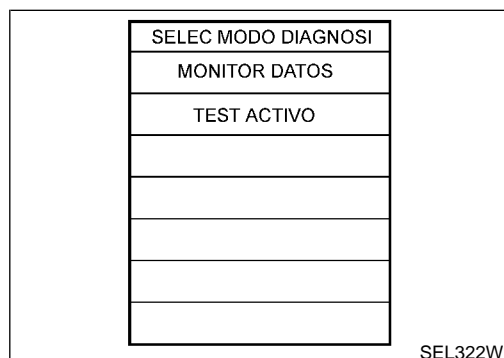 SELEC MODO DIAGNOSI
MONITOR DATOS
TEST ACTIVO
SEL322W